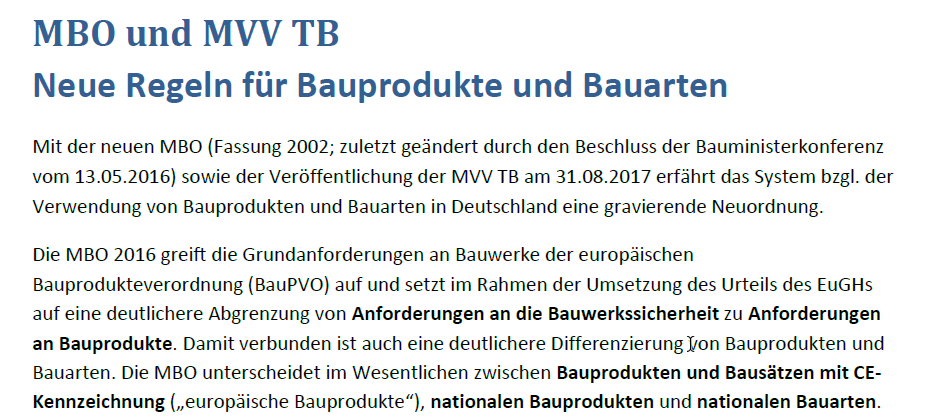 MBO und MVV TB
Neue Regeln für Bauprodukte und Bauarten
Mit der neuen MBO (Fassung 2002; zuletzt geändert durch den Beschluss der Bauministerkonferenz
vom 13.05.2016) sowie der Veröffentlichung der MVV TB am 31.08.2017 erfährt das System bzgl. der
Verwendung von Bauprodukten und Bauarten in Deutschland eine gravierende Neuordnung.
Die MBO 2016 greift die Grundanforderungen an Bauwerke der europäischen
Bauprodukteverordnung (BauPVO) auf und setzt im Rahmen der Umsetzung des Urteils des EuGHs
auf eine deutlichere Abgrenzung von Anforderungen an die Bauwerkssicherheit zu Anforderungen
an Bauprodukte. Damit verbunden ist auch eine deutlichere Differenzierung von Bauprodukten und
Bauarten. Die MBO unterscheidet im Wesentlichen zwischen Bauprodukten und Bausätzen mit CE-
Kennzeichnung („europäische Bauprodukte“), nationalen Bauprodukten und nationalen Bauarten.